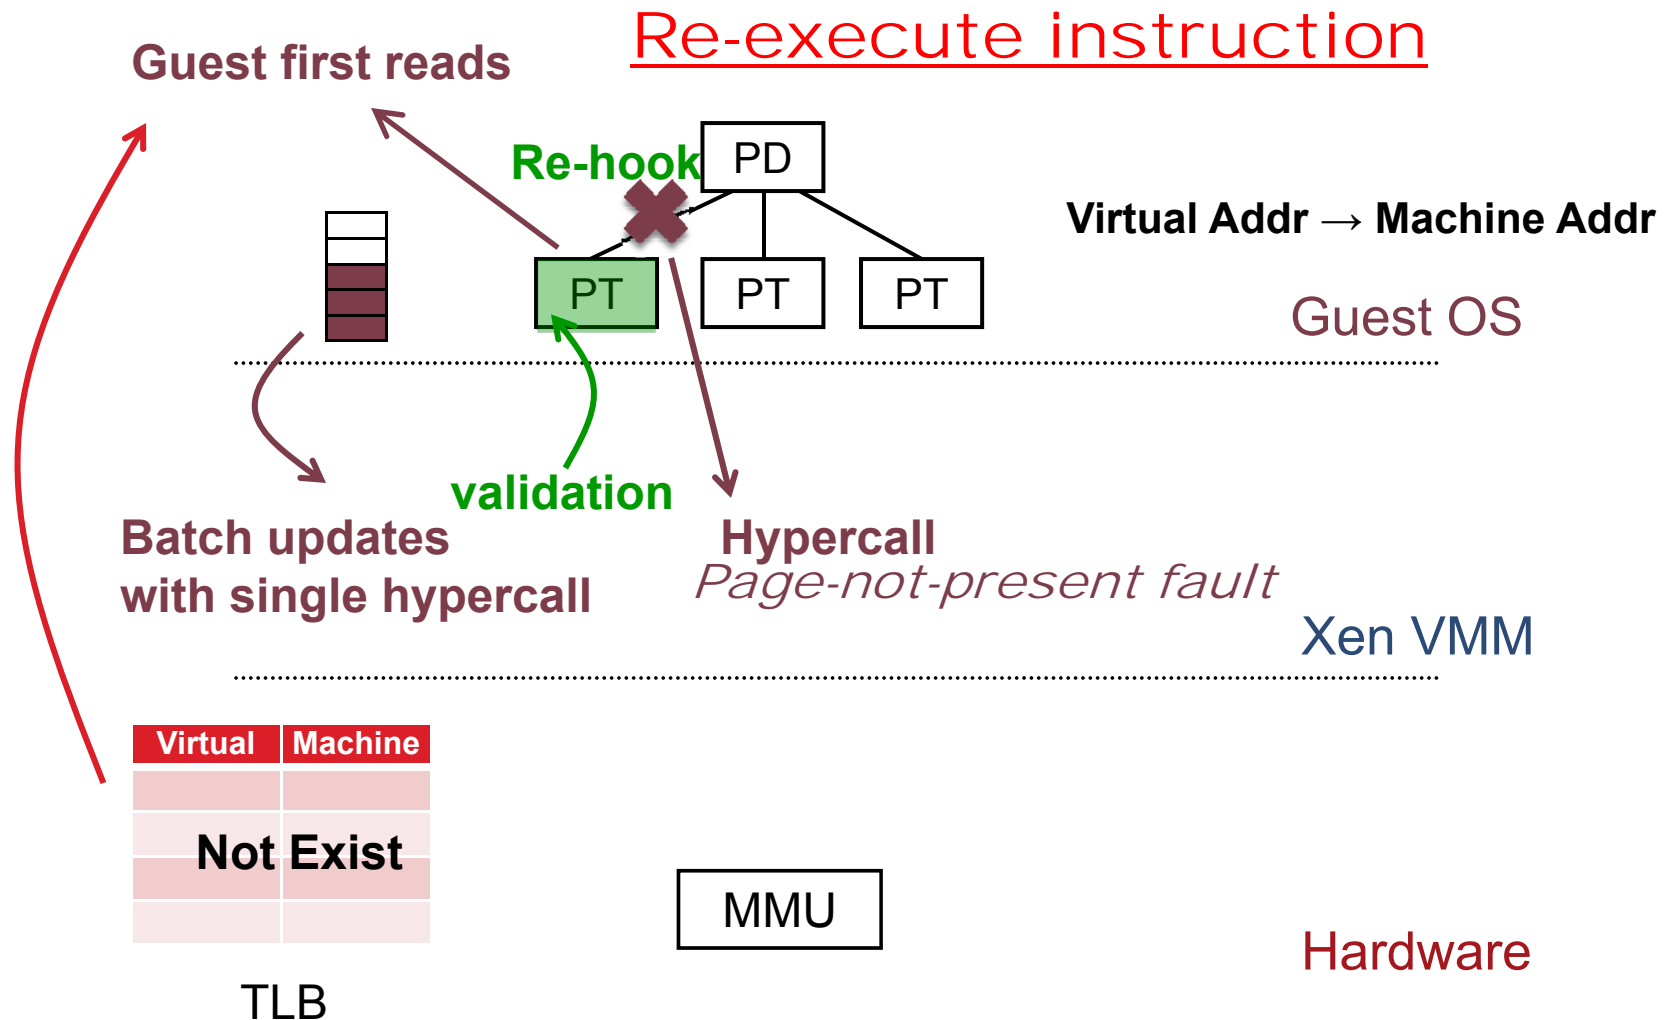 Re-execute instruction
Guest first reads
Re-hook
PD
Virtual Addr → Machine Addr
PT
PT
PT
Guest OS
validation
Batch updates
with single hypercall
Hypercall
Page-not-present fault
Xen VMM
Virtual Machine
Not Exist
MMU
Hardware
TLB